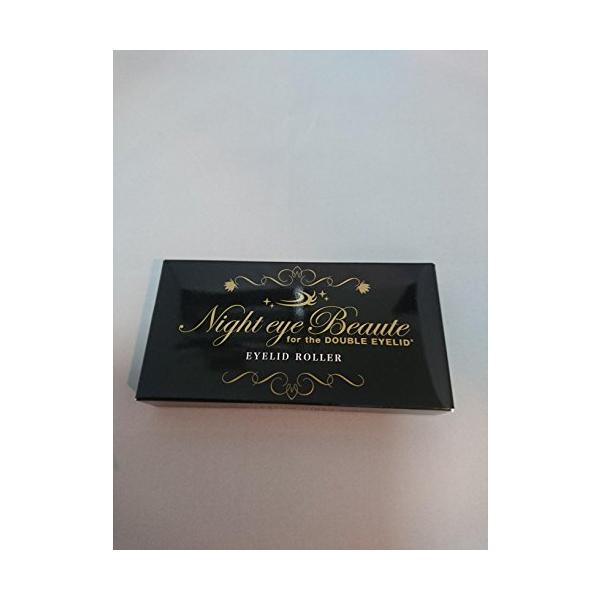 Night eye Beaute
for the DOUBLE EYELID*
EYELID ROLLER